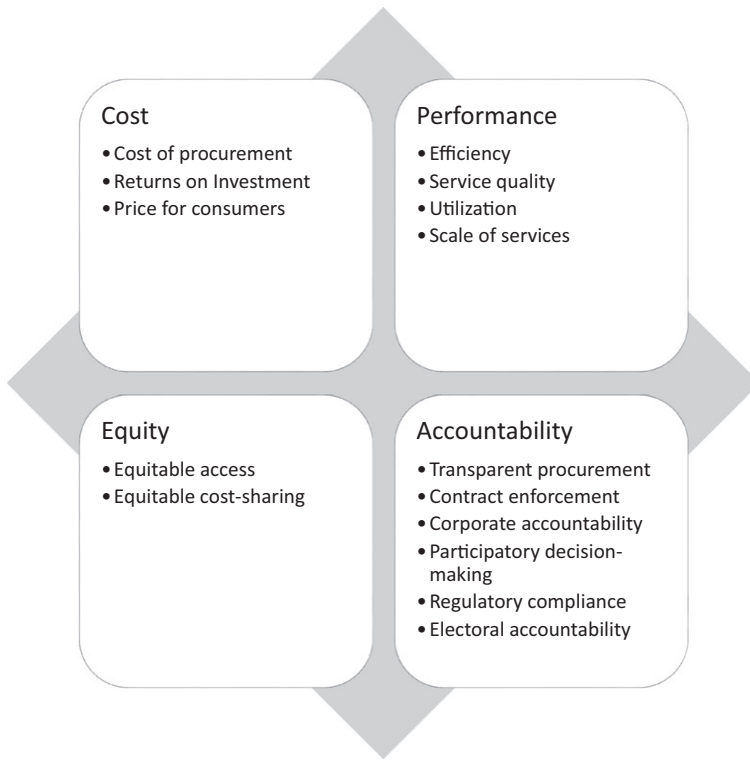 Cost
• Cost of procurement
• Returns on Investment
• Price for consumers
Performance
• Efficiency
• Service quality
• Utilization
• Scale of services
Equity
• Equitable access
• Equitable cost-sharing
Accountability
• Transparent procurement
• Contract enforcement
• Corporate accountability
• Participatory decision-
making
• Regulatory compliance
• Electoral accountability